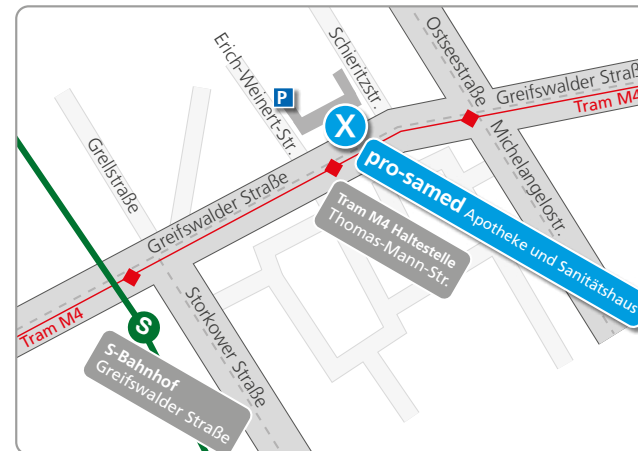 Ostseestraße
Schieritzstr.
Erich-Weinert-Str.
P
Greifswalder Straß
Tram M4
X
Michelangelostr.
pro-samed Apotheke und Sanitätshaus
Grellstraße
Greifswalder Straße
Tram M4 Haltestelle
Thomas-Mann-Str.
Tram M4
S
Storkower Straße
S-Bahnhof
Greifswalder Straße